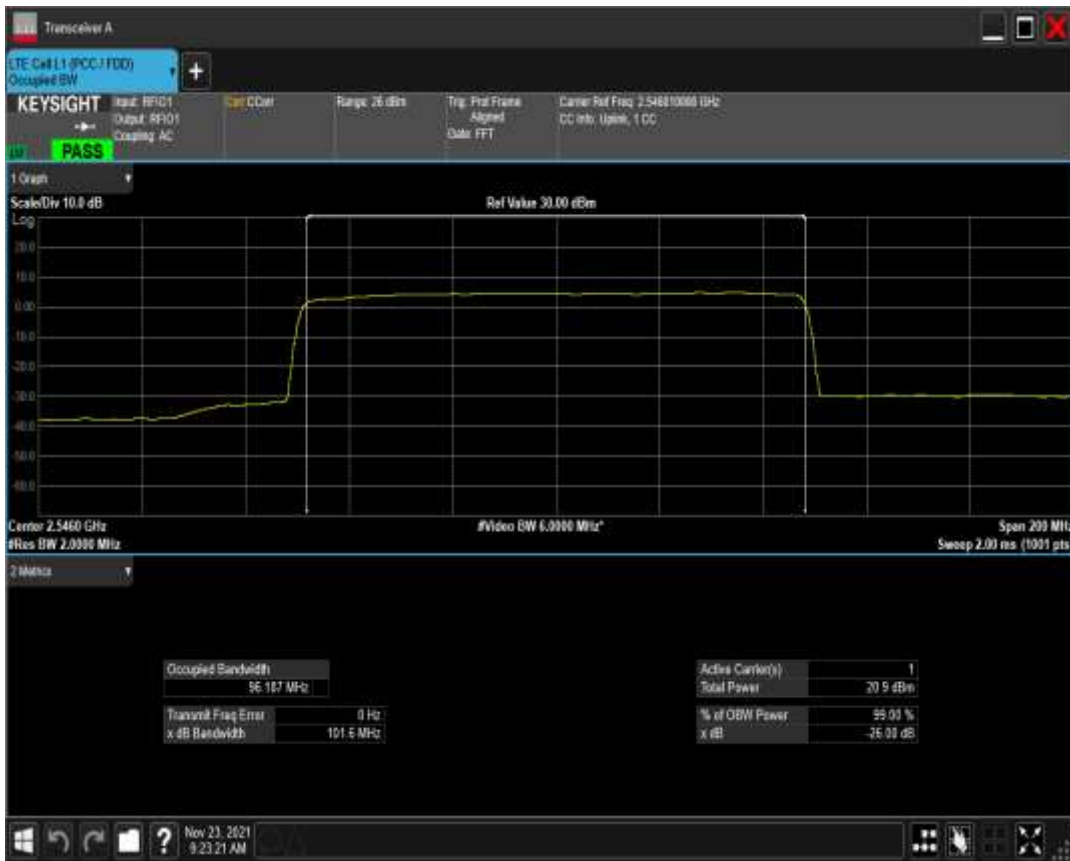 Transceiver A
LTE Cell L1 (PCC / FDD)
Occupied BW
+
KEYSIGHT
Input: RFIO1
Output: RFIO1
Coupling: AC
Corr CCorr
Range: 26 dBm
Trig: Prot Frame
Aligned
Gate: FFT
Carrier Ref Freq: 2.546010000 GHz
CC Info: Uplink, 1 CC
PASS
1 Graph
Scale/Div 10.0 dB
Ref Value 30.00 dBm
Log
20.0
10.0
0.00
-10.0
-20.0
-30.0
-40.0
-50.0
-60.0
Center 2.5460 GHz
#Video BW 6.0000 MHz*
Span 200 MHz
#Res BW 2.0000 MHz
Sweep 2.00 ms (1001 pts
2 Metrics
Occupied Bandwidth
96.187 MHz
Transmit Freq Error 0 Hz
x dB Bandwidth 101.6 MHz
Active Carrier(s) 1
Total Power 20.9 dBm
% of OBW Power 99.00 %
x dB -26.00 dB
?
Nov 23, 2021
9:23:21 AM